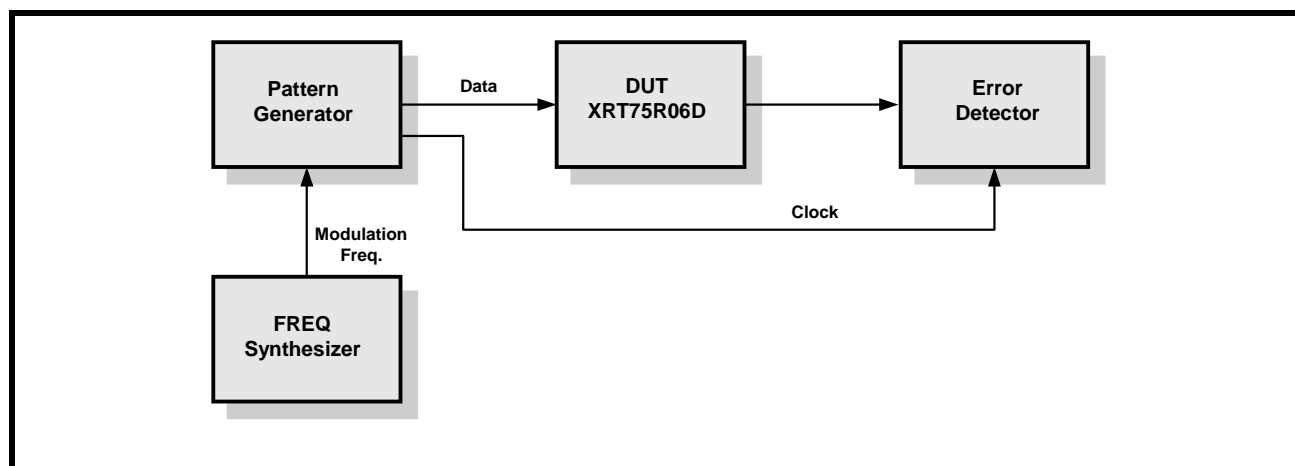 Pattern
Generator
Data
DUT
XRT75R06D
Error
Detector
Clock
Modulation
Freq.
FREQ
Synthesizer